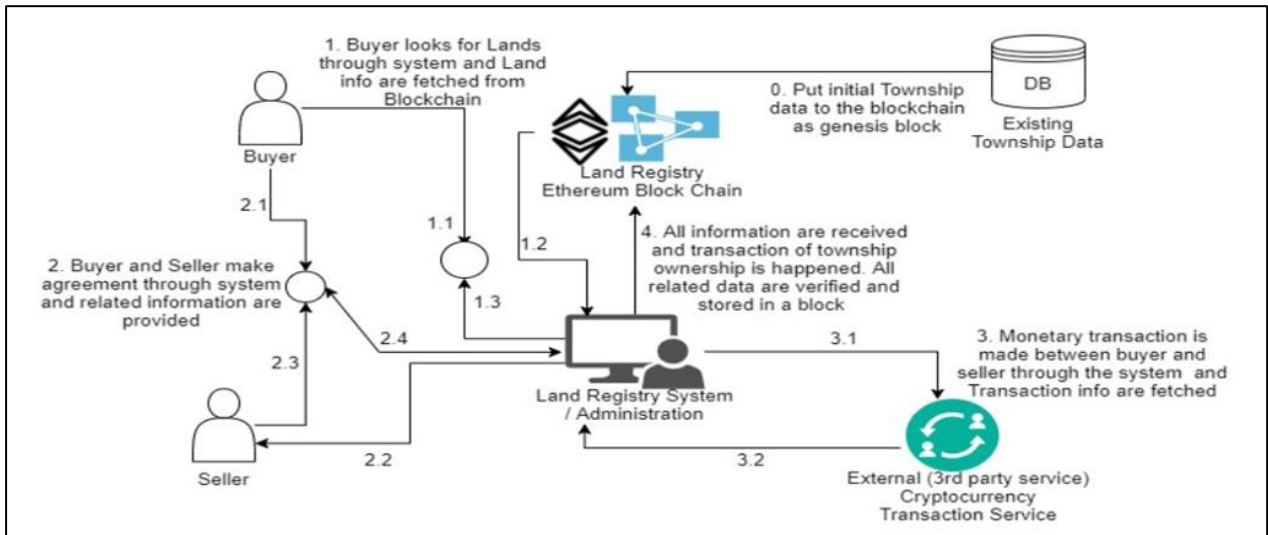 1. Buyer looks for Lands
through system and Land
info are fetched from
Blockchain
Buyer
0. Put initial Township
data to the blockchain
as genesis block
DB
Existing
Township Data
Land Registry
Ethereum Block Chain
2.1
1.1
1.2
2. Buyer and Seller make
agreement through system
and related information are
provided
1.3
4. All information are received
and transaction of township
ownership is happened. All
related data are verified and
stored in a block
2.3
2.4
3.1
3. Monetary transaction is
made between buyer and
seller through the system and
Transaction info are fetched
Land Registry System
/ Administration
Seller
2.2
3.2
External (3rd party service)
Cryptocurrency
Transaction Service